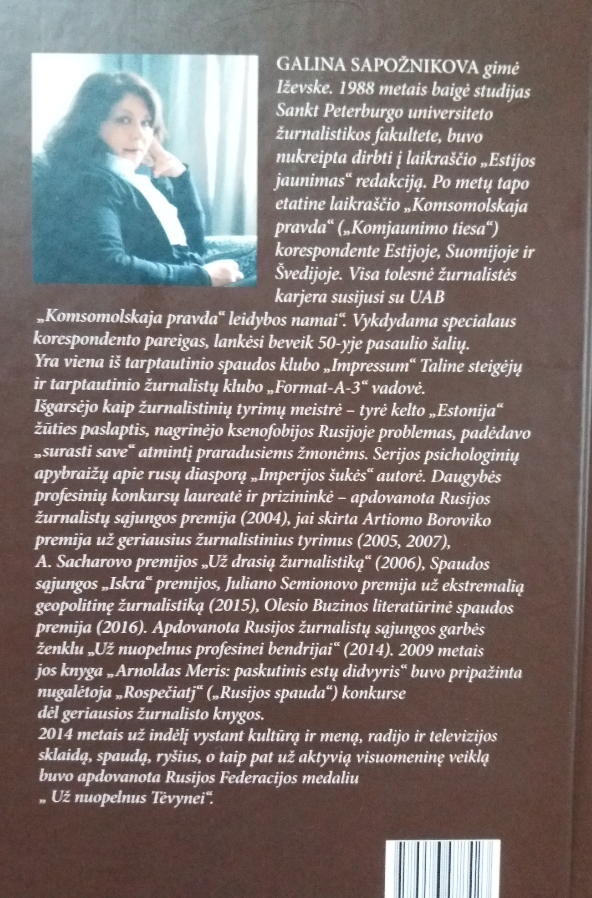 GALINA SAPOŽNIKOVA gimė
Iževske. 1988 metais baigė studijas
Sankt Peterburgo universiteto
žurnalistikos fakultete, buvo
nukreipta dirbti į laikraščio „Estijos
jaunimas“ redakciją. Po metų tapo
etatine laikraščio „Komsomolskaja
pravda“ („Komjaunimo tiesa“)
korespondente Estijoje, Suomijoje ir
Švedijoje. Visa tolesnė žurnalistės
karjera susijusi su UAB
„Komsomolskaja pravda“ leidybos namai“. Vykdydama specialaus
korespondento pareigas, lankėsi beveik 50-yje pasaulio šalių.
Yra viena iš tarptautinio spaudos klubo „Impressum“ Taline steigėjų
ir tarptautinio žurnalistų klubo „Format-A-3“ vadovė.
Išgarsėjo kaip žurnalistinių tyrimų meistrė – tyrė kelto „Estonija“
žūties paslaptis, nagrinėjo ksenofobijos Rusijoje problemas, padėdavo
„surasti save“ atmintį praradusiems žmonėms. Serijos psichologinių
apybraižų apie rusų diasporą „Imperijos šukės“ autorė. Daugybės
profesinių konkursų laureatė ir prizininkė – apdovanota Rusijos
žurnalistų sąjungos premija (2004), jai skirta Artiomo Boroviko
premija už geriausius žurnalistinius tyrimus (2005, 2007),
A. Sacharovo premijos „Už drąsią žurnalistiką“ (2006), Spaudos
sąjungos „Iskra“ premijos, Juliano Semionovo premija už ekstremalią
geopolitinę žurnalistiką (2015), Olesio Buzinos literatūrinė spaudos
premija (2016). Apdovanota Rusijos žurnalistų sąjungos garbės
ženklu „Už nuopelnus profesinei bendrijai“ (2014). 2009 metais
jos knyga „Arnoldas Meris: paskutinis estų didvyris“ buvo pripažinta
nugalėtoja „Rospečiatj“ („Rusijos spauda“) konkurse
dėl geriausios žurnalisto knygos.
2014 metais už indėlį vystant kultūrą ir meną, radijo ir televizijos
sklaidą, spaudą, ryšius, o taip pat už aktyvią visuomeninę veiklą
buvo apdovanota Rusijos Federacijos medaliu
„ Už nuopelnus Tėvynei“.